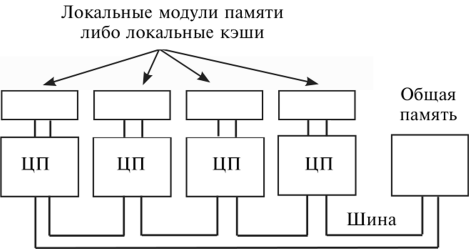 Локальные модули памяти
либо локальные кэши
Общая
память
ЦП
ЦП
ЦП
ЦП
Шина